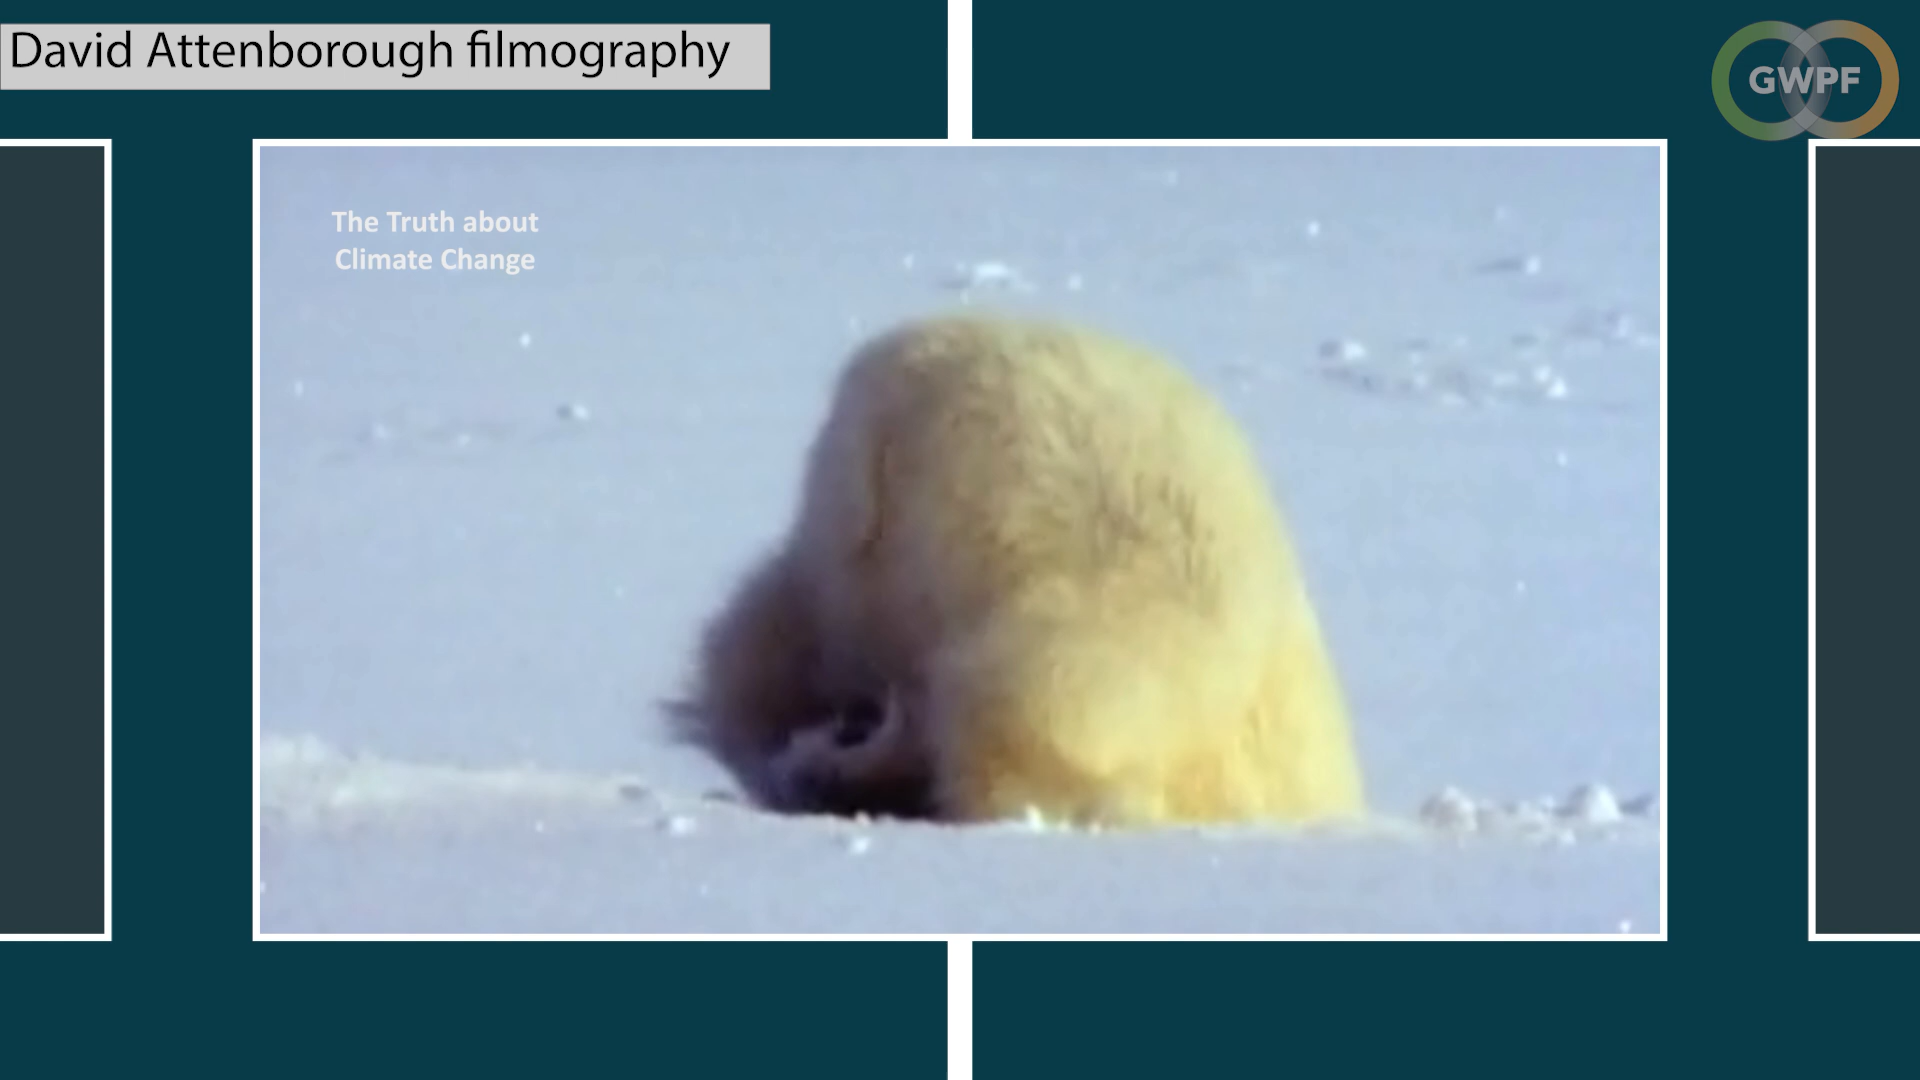 David Attenborough filmography
GWPF
The Truth about
Climate Change